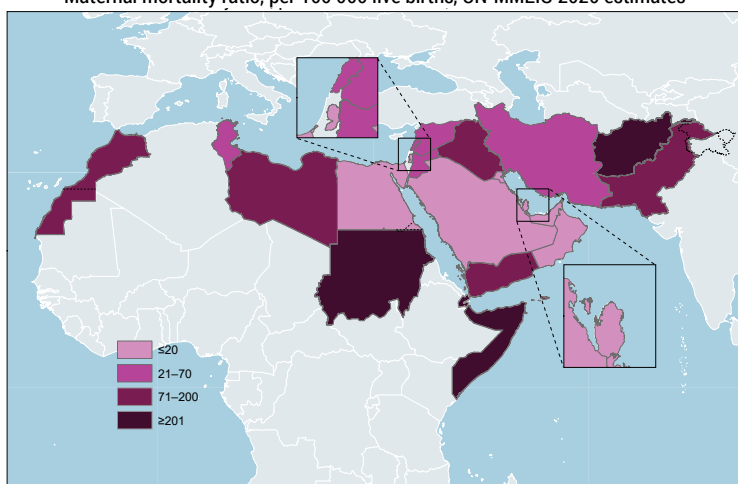 Maternal mortality ratio, per 100 000 live births, UN-MMEIG 2020 estimates
≤20
21–70
71–200
≥201